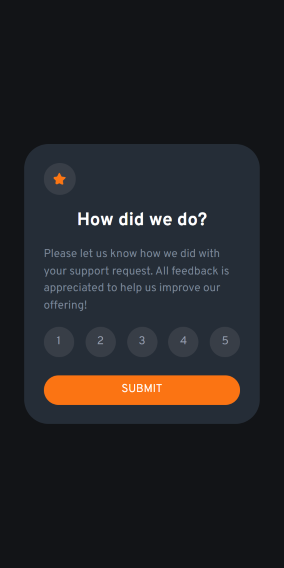 How did we do?
Please let us know how we did with
your support request. All feedback is
appreciated to help us improve our
offering!
1 2 3 4 5
SUBMIT